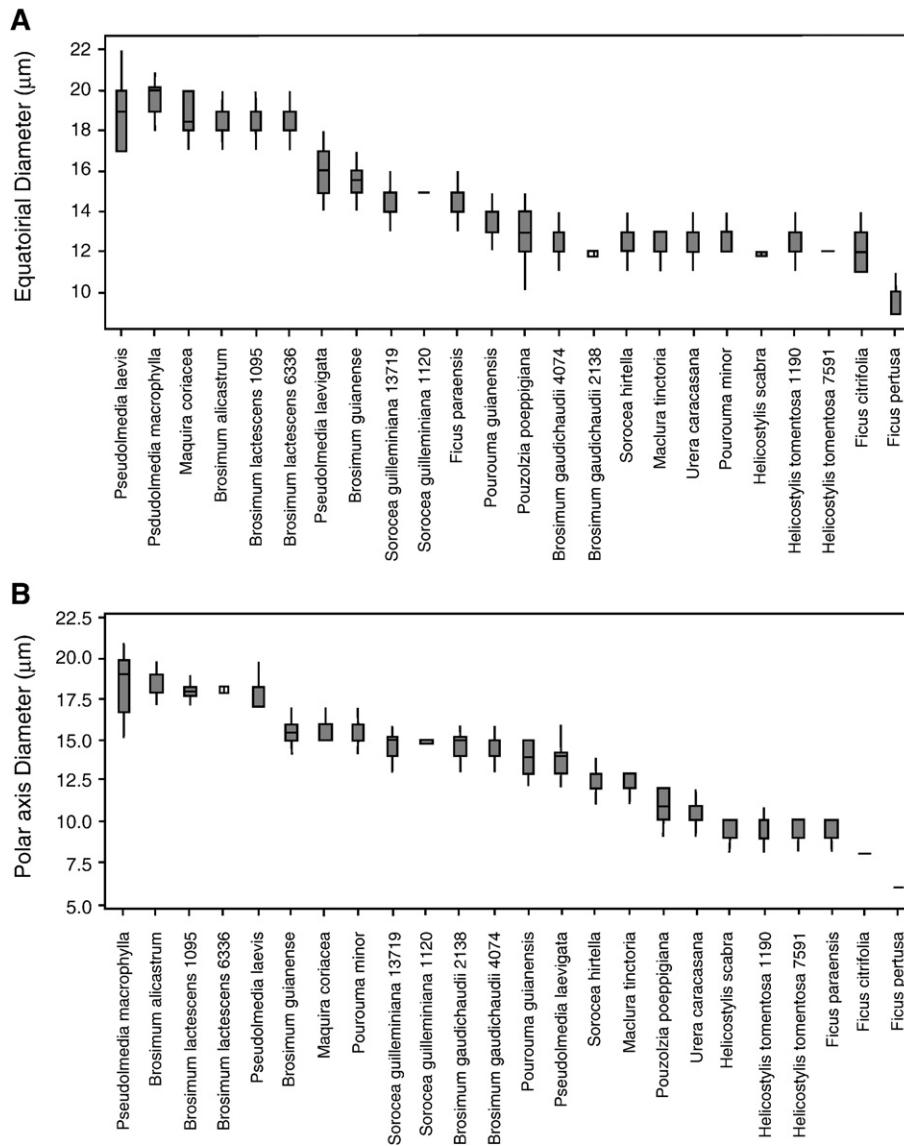 A
Equatoirial Diameter (μm)
22
20
18
16
14
12
10
Pseudolmedia laevis
Psdudolmedia macrophylla
Maquira coriacea
Brosimum alicastrum
Brosimum lactescens 1095
Brosimum lactescens 6336
Pseudolmedia laevigata
Brosimum guianense
Sorocea guilleminiana 13719
Sorocea guilleminiana 1120
Ficus paraensis
Pourouma guianensis
Pouzolzia poeppigiana
Brosimum gaudichaudii 4074
Brosimum gaudichaudii 2138
Sorocea hirtella
Maclura tinctoria
Urera caracasana
Pourouma minor
Helicostylis scabra
Helicostylis tomentosa 1190
Helicostylis tomentosa 7591
Ficus citrifolia
Ficus pertusa
B
Polar axis Diameter (μm)
22.5
20.0
17.5
15.0
12.5
10.0
7.5
5.0
Pseudolmedia macrophylla
Brosimum alicastrum
Brosimum lactescens 1095
Brosimum lactescens 6336
Pseudolmedia laevis
Brosimum guianense
Maquira coriacea
Pourouma minor
Sorocea guilleminiana 13719
Sorocea guilleminiana 1120
Brosimum gaudichaudii 2138
Brosimum gaudichaudii 4074
Pourouma guianensis
Pseudolmedia laevigata
Sorocea hirtella
Maclura tinctoria
Pouzolzia poeppigiana
Urera caracasana
Helicostylis scabra
Helicostylis tomentosa 1190
Helicostylis tomentosa 7591
Ficus paraensis
Ficus citrifolia
Ficus pertusa